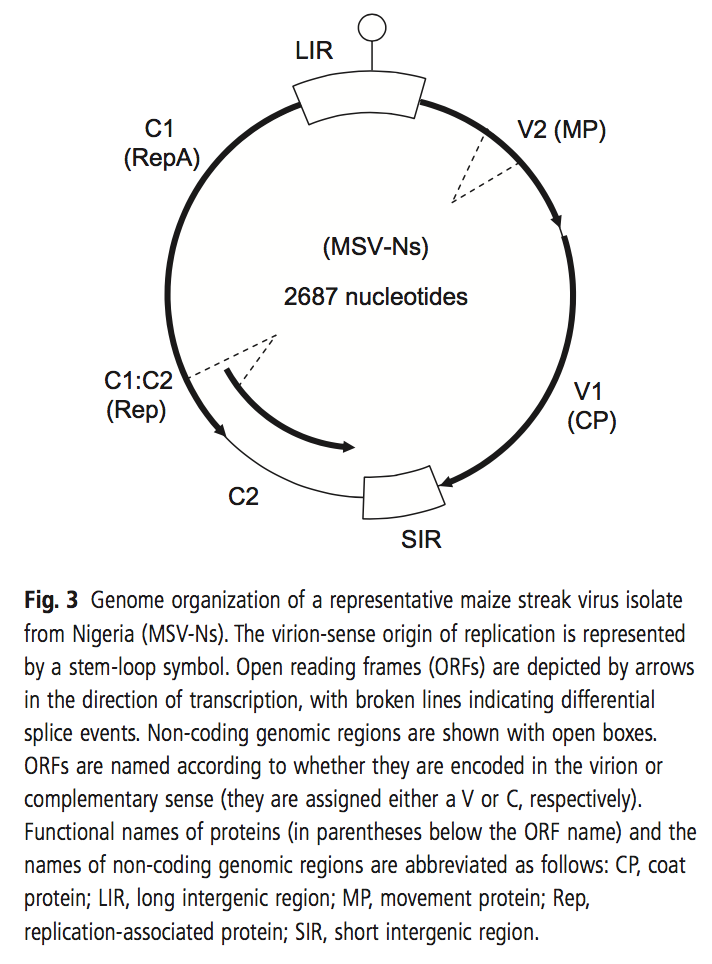 LIR
C1
(RepA)
V2 (MP)
(MSV-Ns)
2687 nucleotides
C1:C2
(Rep)
V1
(CP)
C2
SIR
Fig. 3 Genome organization of a representative maize streak virus isolate
from Nigeria (MSV-Ns). The virion-sense origin of replication is represented
by a stem-loop symbol. Open reading frames (ORFs) are depicted by arrows
in the direction of transcription, with broken lines indicating differential
splice events. Non-coding genomic regions are shown with open boxes.
ORFs are named according to whether they are encoded in the virion or
complementary sense (they are assigned either a V or C, respectively).
Functional names of proteins (in parentheses below the ORF name) and the
names of non-coding genomic regions are abbreviated as follows: CP, coat
protein; LIR, long intergenic region; MP, movement protein; Rep,
replication-associated protein; SIR, short intergenic region.